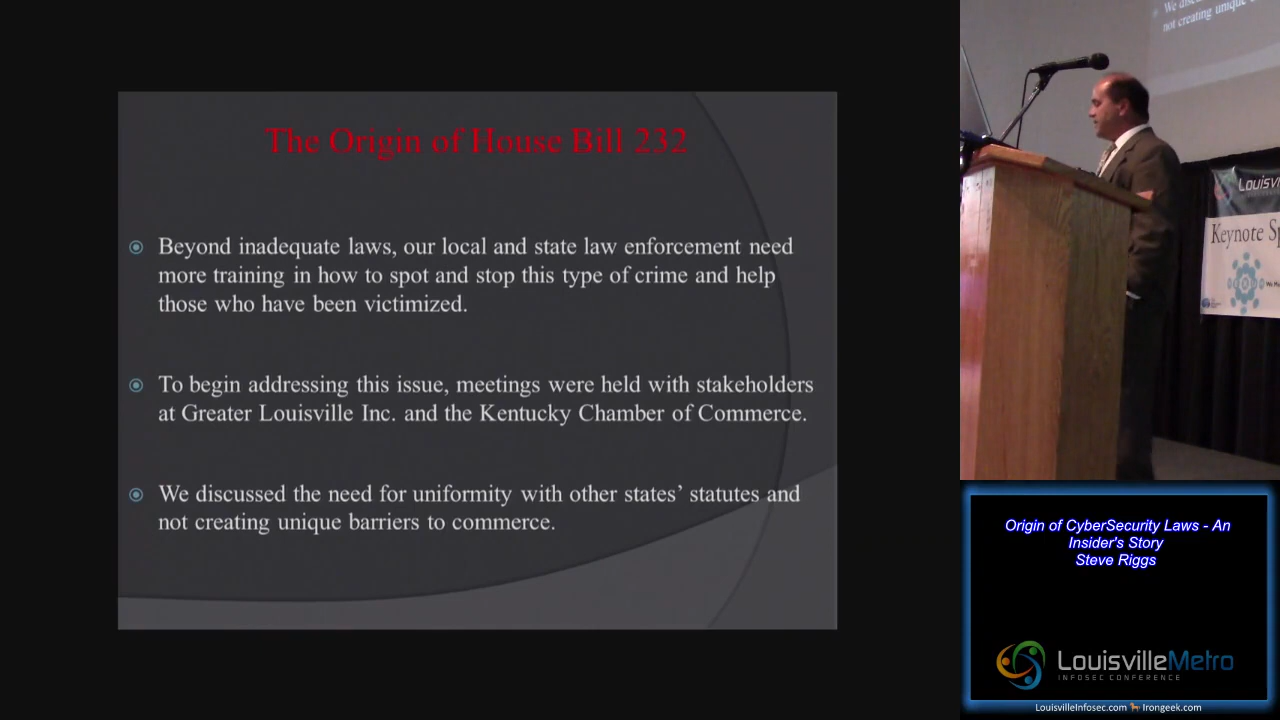 The Origin of House Bill 232
Beyond inadequate laws, our local and state law enforcement need
more training in how to spot and stop this type of crime and help
those who have been victimized.
To begin addressing this issue, meetings were held with stakeholders
at Greater Louisville Inc. and the Kentucky Chamber of Commerce.
We discussed the need for uniformity with other states’ statutes and
not creating unique barriers to commerce.
not creating unique
Louisvil
Keynote Sp
Origin of CyberSecurity Laws - An
Insider's Story
Steve Riggs
LouisvilleMetro
INFOSEC CONFERENCE
LouisvilleInfosec.com Irongeek.com